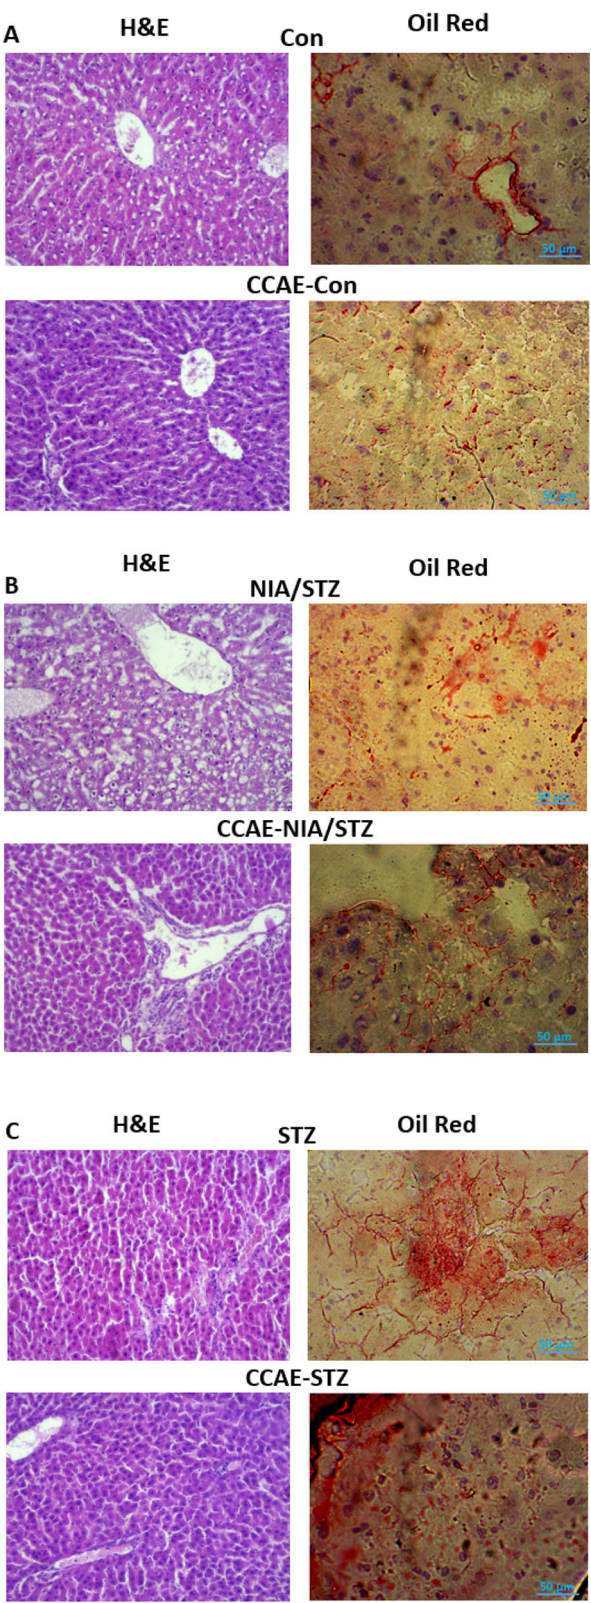 A H&E Oil Red
Con
50 μm
CCAE-Con
50 μm
H&E Oil Red
B NIA/STZ
50 μm
CCAE-NIA/STZ
50 μm
C H&E Oil Red
STZ
50 μm
CCAE-STZ
50 μm